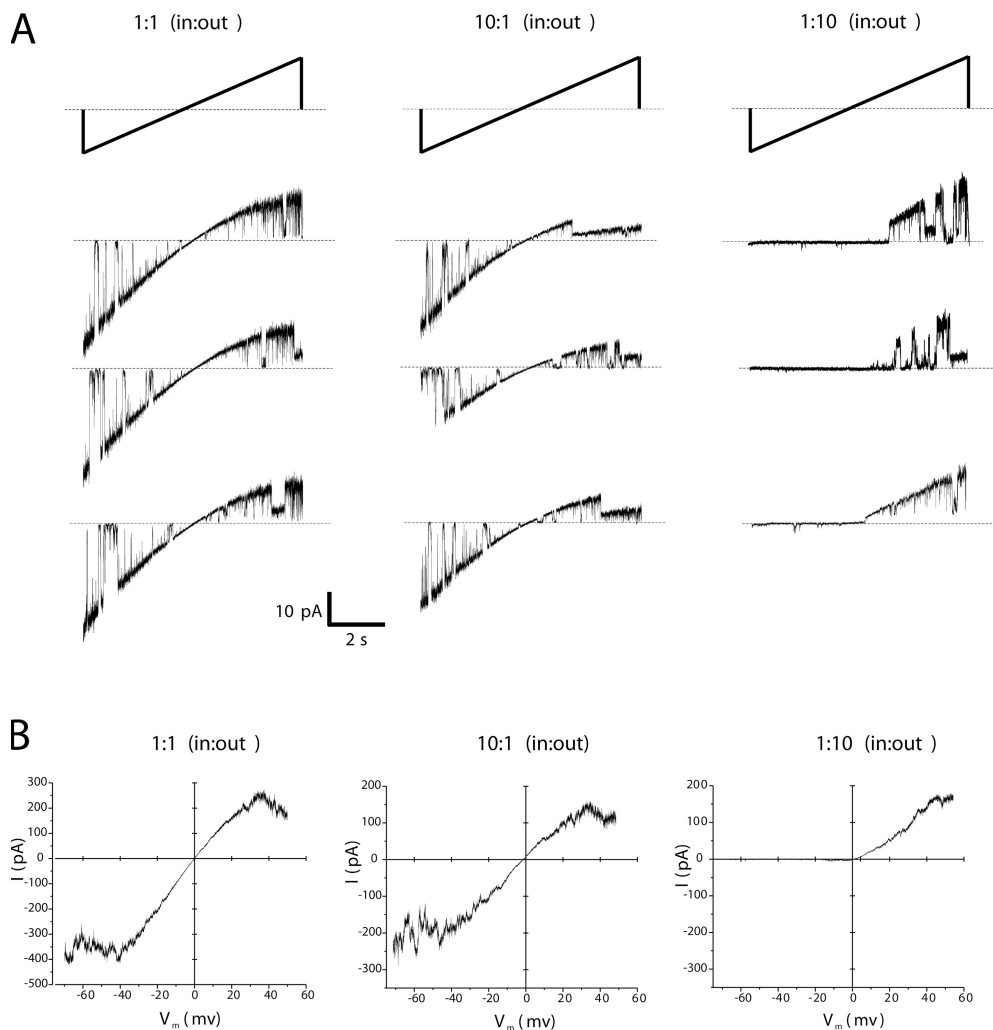 A
1:1 (in:out )
10:1 (in:out )
1:10 (in:out )
10 pA
2 s
B
1:1 (in:out )
10:1 (in:out)
1:10 (in:out )
300
200
100
0
-100
-200
-300
-400
-500
I (pA)
-60 -40 -20 0 20 40 60
Vm (mv)
200
100
0
-100
-200
-300
I (pA)
-60 -40 -20 0 20 40 60
Vm (mv)
200
100
0
-100
-200
-300
I (pA)
-60 -40 -20 0 20 40 60
Vm (mv)